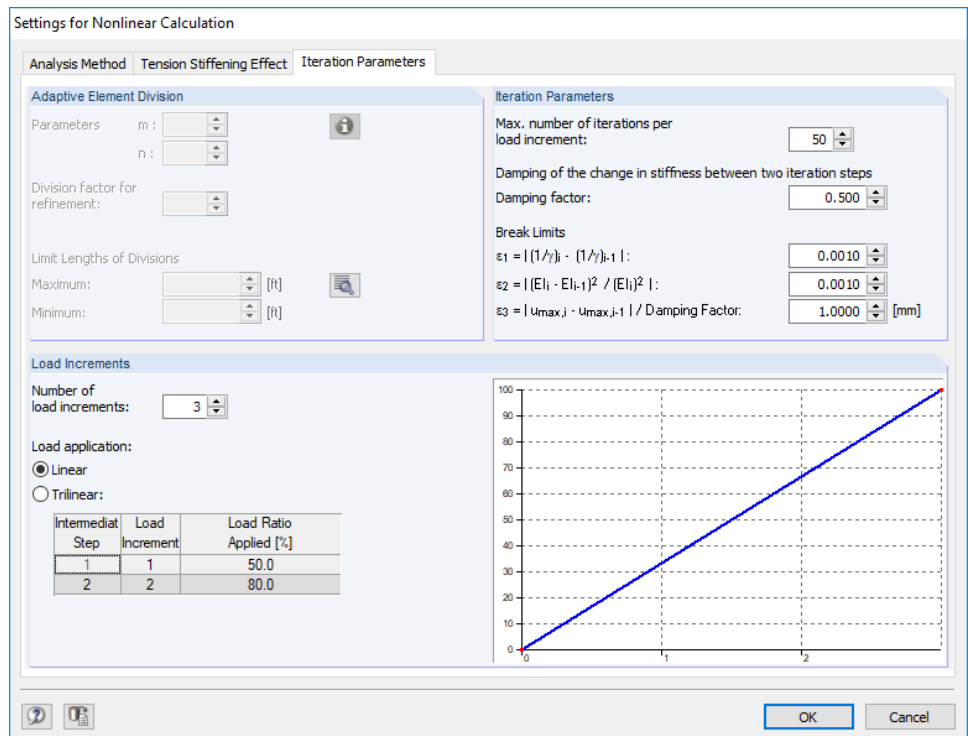 Settings for Nonlinear Calculation
Analysis Method
Tension Stiffening Effect
Iteration Parameters
Adaptive Element Division
Parameters m :
n :
Division factor for
refinement:
Limit Lengths of Divisions
Maximum: [ft]
Minimum: [ft]
Iteration Parameters
Max. number of iterations per
load increment: 50
Damping of the change in stiffness between two iteration steps
Damping factor: 0.500
Break Limits
ε1 = | (1/γ)i - (1/γ)i-1 | : 0.0010
ε2 = | (EIi - EIi-1)² / (EIi)² | : 0.0010
ε3 = | umax,i - umax,i-1 | / Damping Factor: 1.0000 [mm]
Load Increments
Number of
load increments: 3
Load application:
Linear
Trilinear:
Intermediat Load Load Ratio
Step Increment Applied [%]
1 1 50.0
2 2 80.0
100
90
80
70
60
50
40
30
20
10
0
0 1 2
OK Cancel